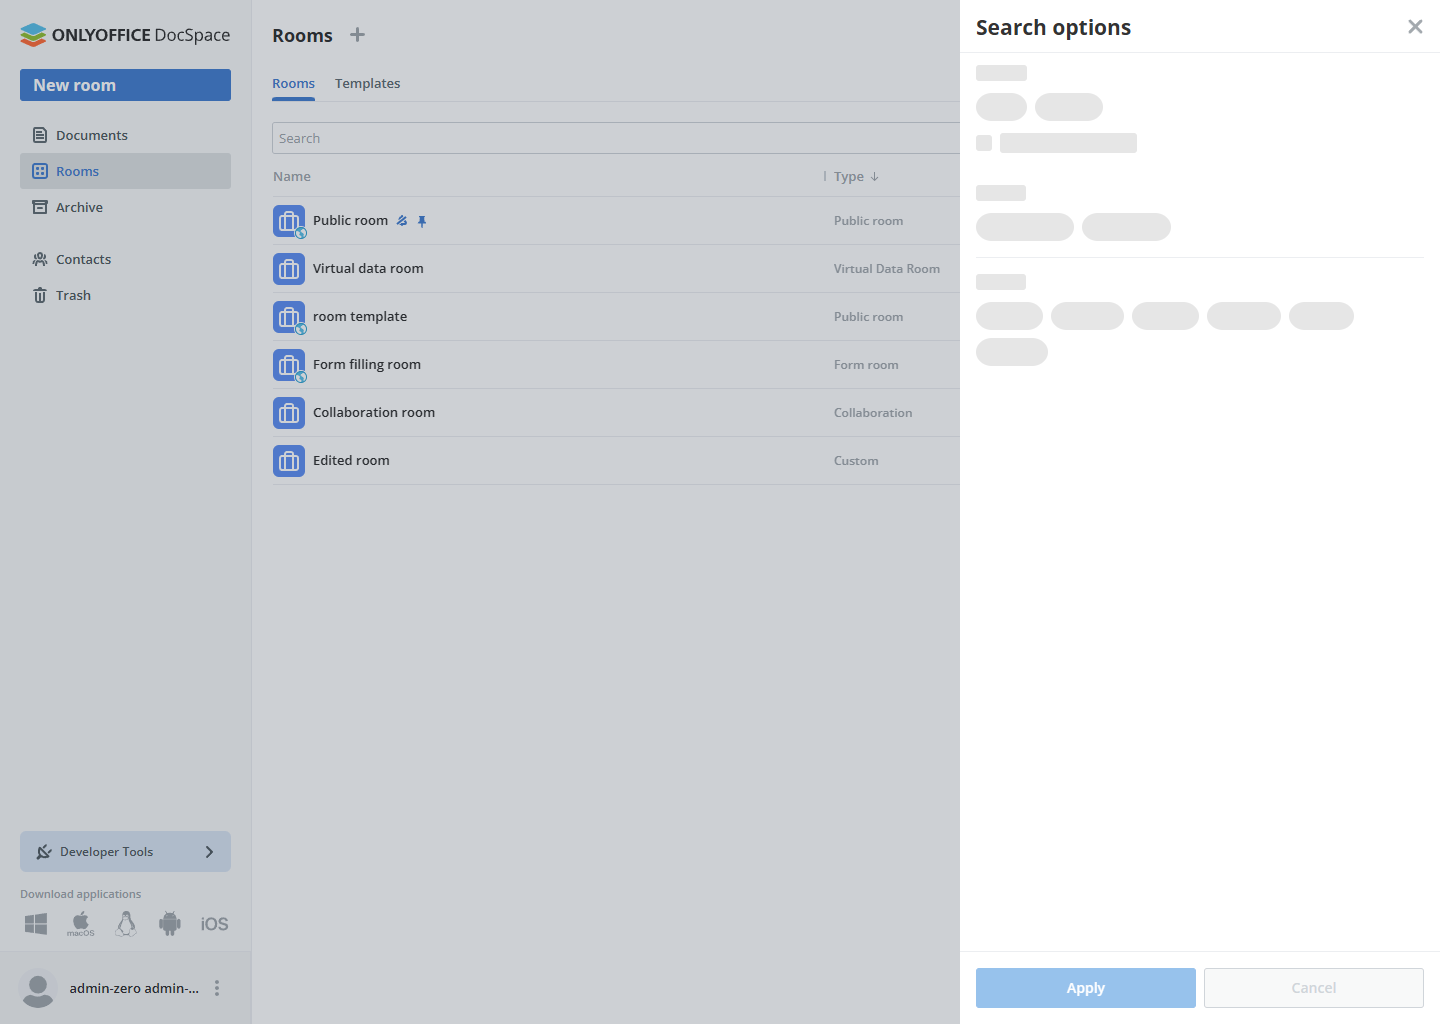 ONLYOFFICE DocSpace
New room
Documents
Rooms
Archive
Contacts
Trash
Developer Tools
Download applications
macOS
iOS
admin-zero admin-...
Rooms
Rooms Templates
Search
Name Type
Public room Public room
Virtual data room Virtual Data Room
room template Public room
Form filling room Form room
Collaboration room Collaboration
Edited room Custom
Search options
Apply Cancel